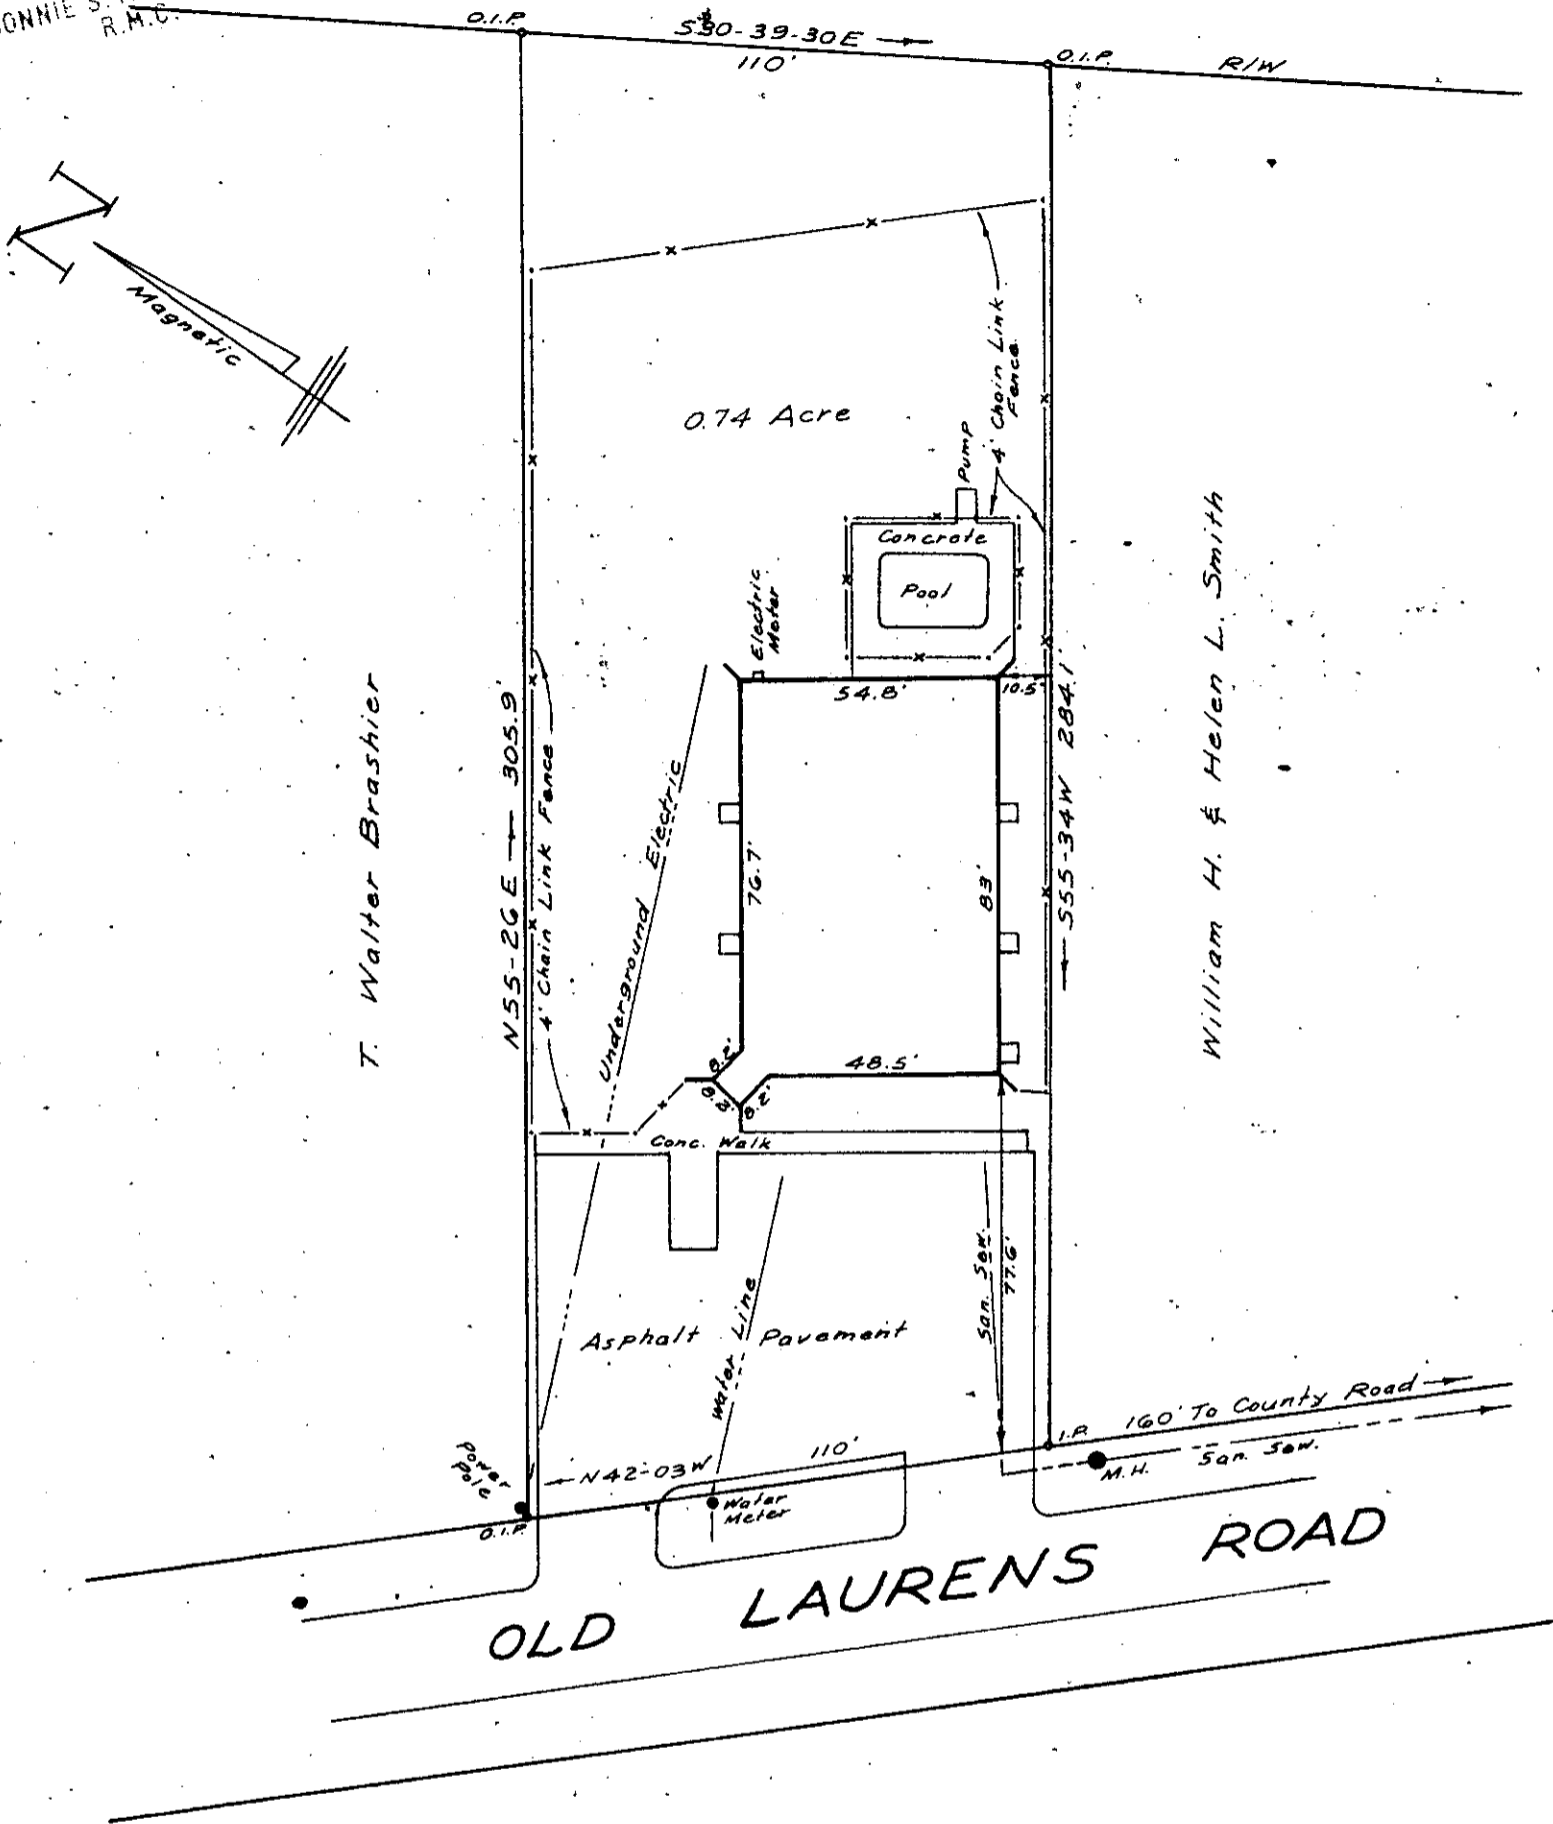 R.M.C.
O.I.P.
S30-39-30E
110'
O.I.P.
R/W
N
Magnetic
0.74 Acre
4' Chain Link
Fence
Pump
Concrete
Pool
Electric
Meter
54.8'
10.5'
T. Walter Brashier
N55-26E 305.9'
4' Chain Link Fence
Underground Electric
76.7'
83'
S55-34W 284.1'
William H. & Helen L. Smith
48.5'
8.2'
8.2'
Conc. Walk
San. Sew.
77.6'
Water Line
Asphalt Pavement
160' To County Road
I.P.
M.H.
San. Sew.
Power
Pole
N42-03W
110'
Water
Meter
O.I.P.
OLD LAURENS ROAD